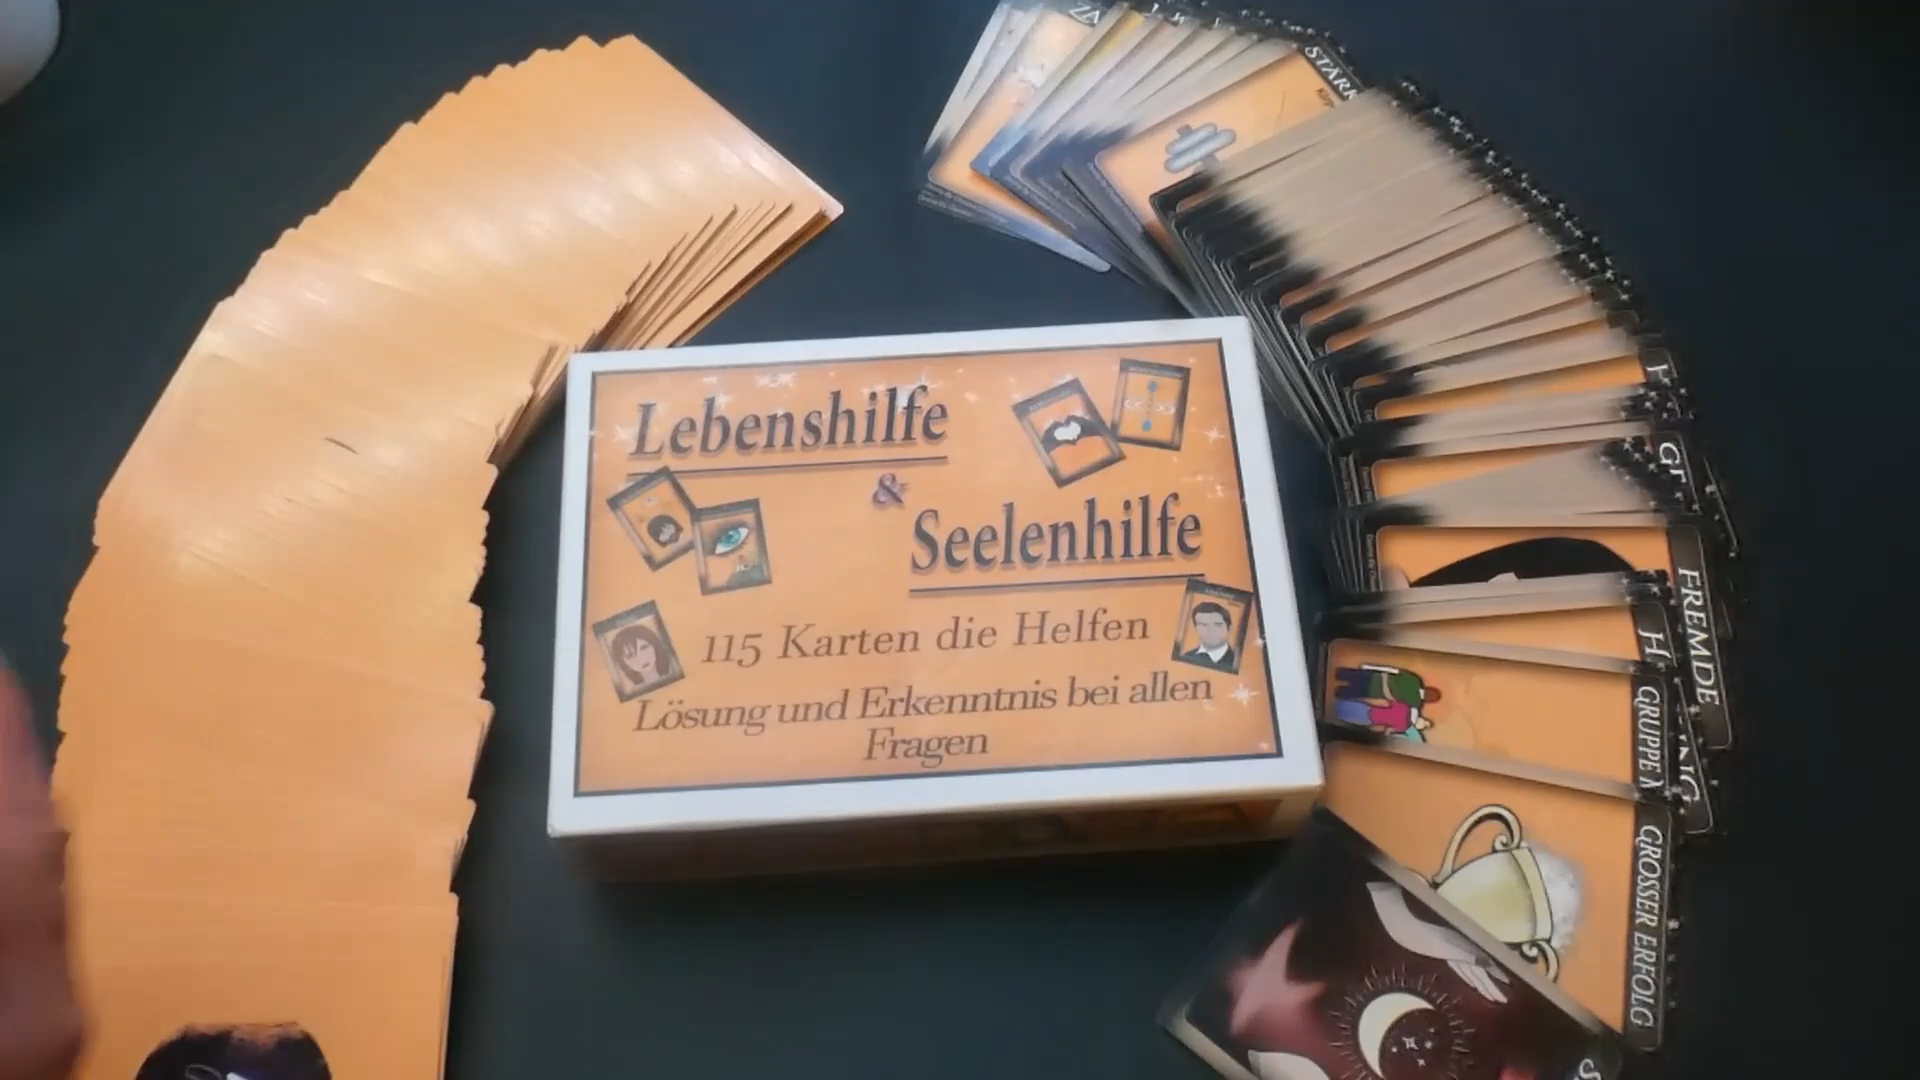 Lebenshilfe
&
Seelenhilfe
115 Karten die Helfen
Lösung und Erkenntnis bei allen
Fragen
FREMDE
GROSSER ERFOLG
GRUPPE